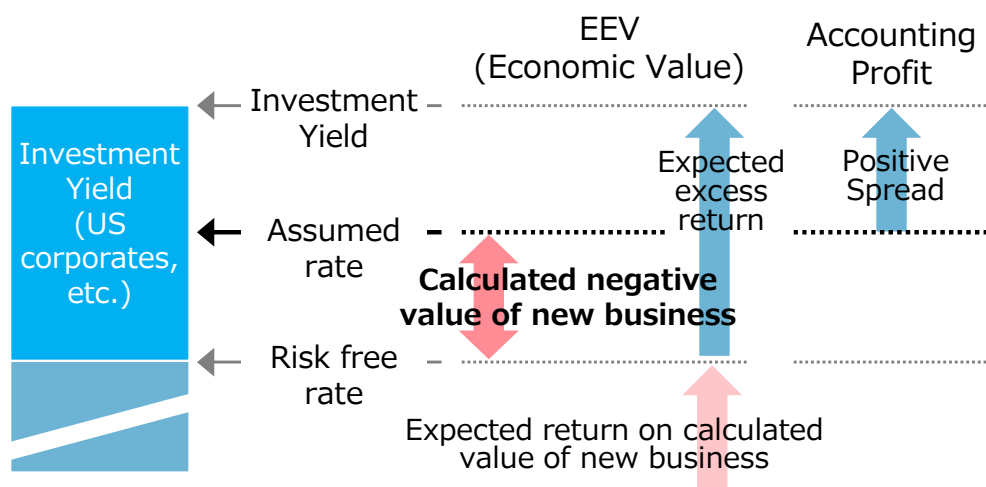 EEV
(Economic Value)
Accounting
Profit
Investment
Yield
Investment
Yield
(US
corporates,
etc.)
Expected
excess
return
Positive
Spread
Assumed
rate
Calculated negative
value of new business
Risk free
rate
Expected return on calculated
value of new business